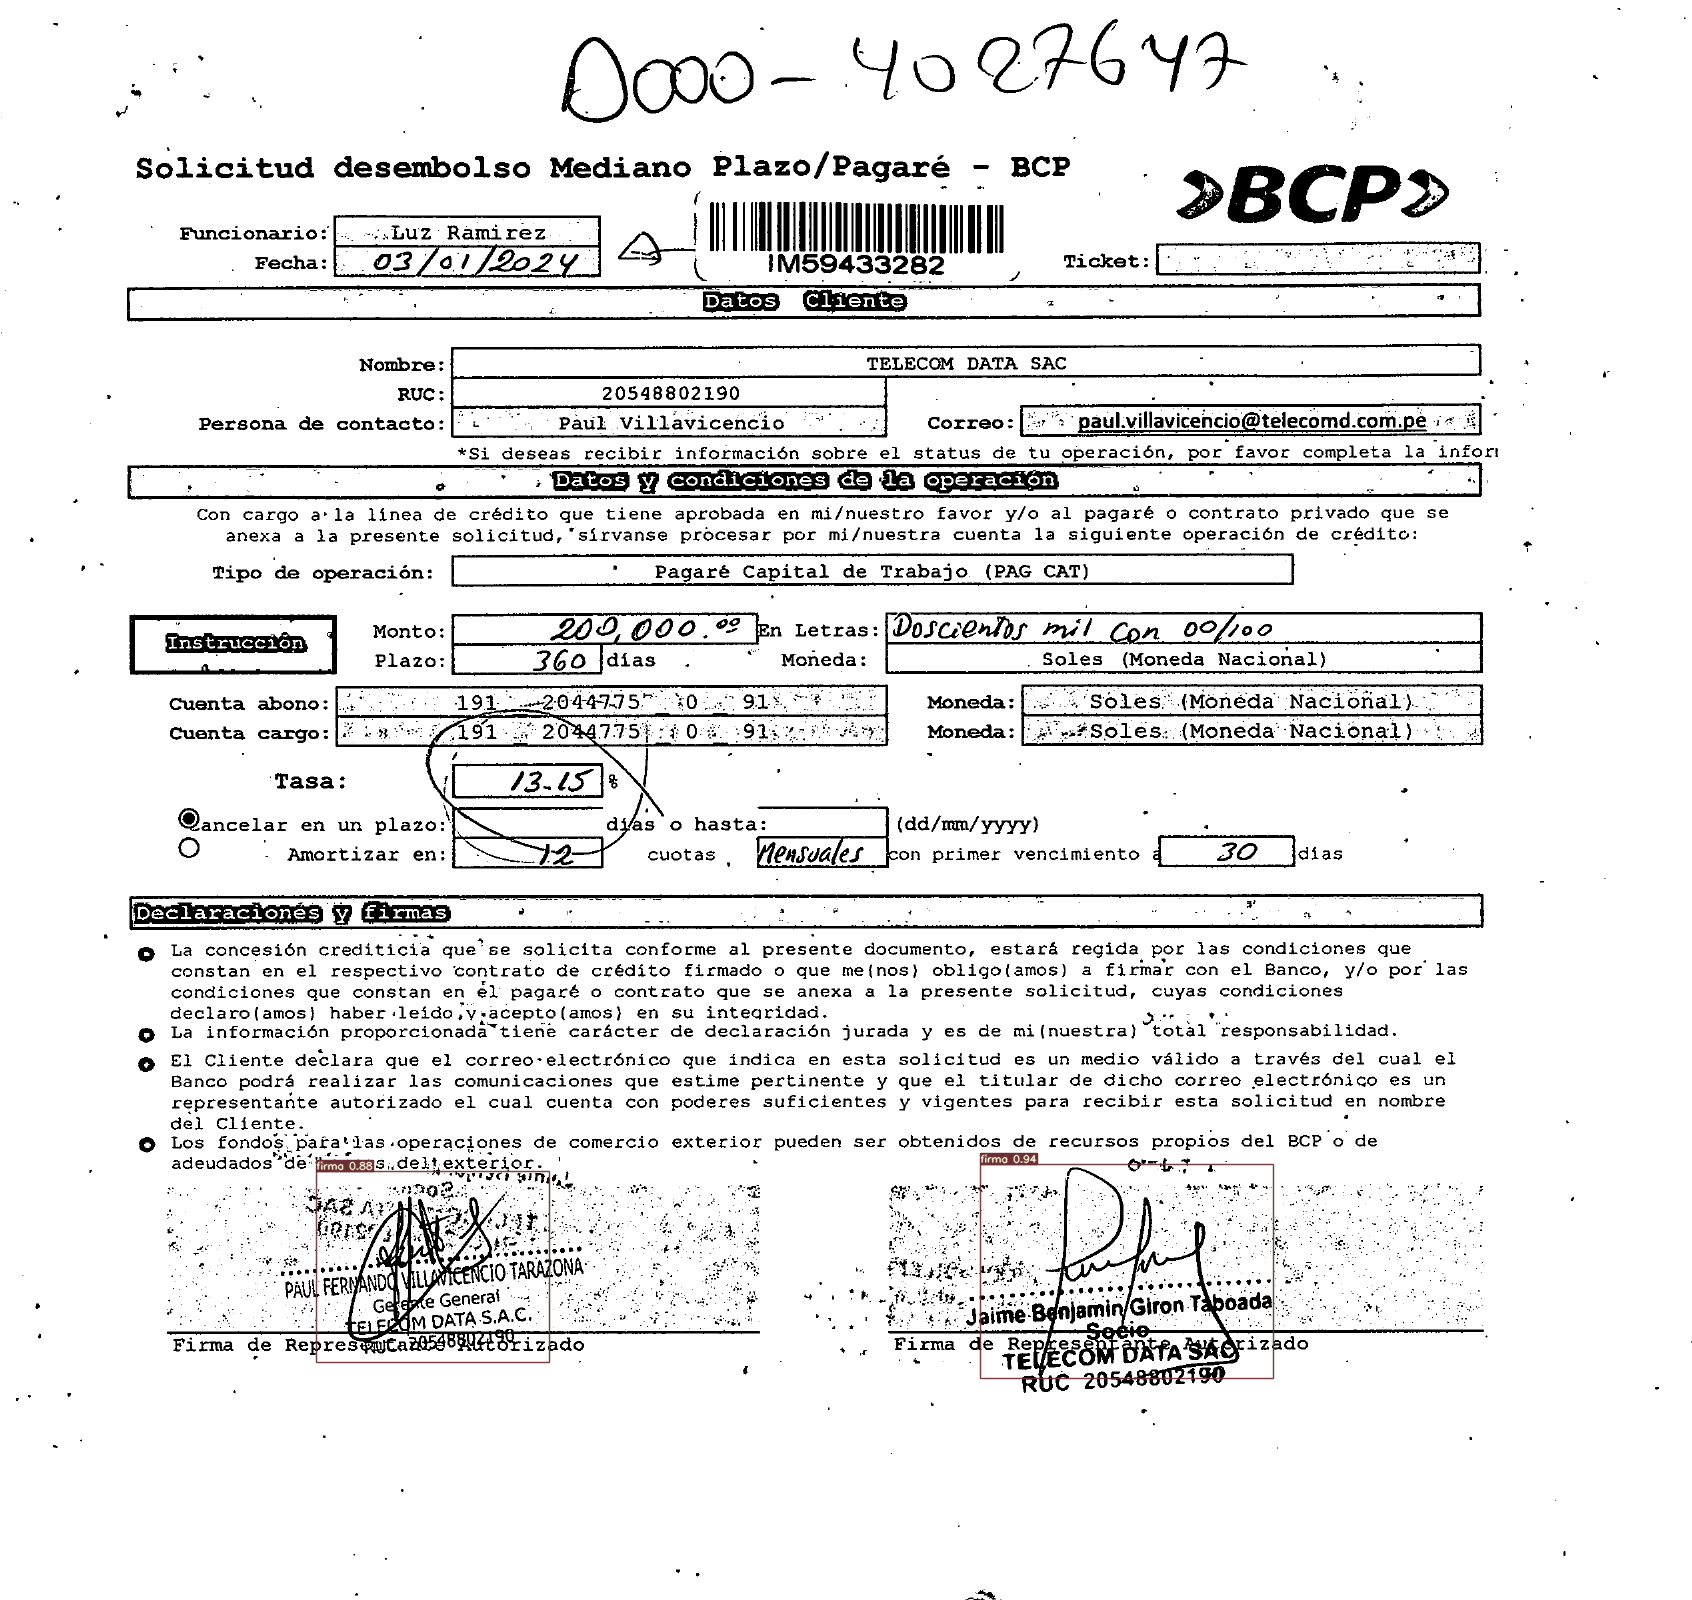 D000-4027647
Solicitud desembolso Mediano Plazo/Pagaré - BCP
»BCP»
Funcionario: Luz Ramirez
Fecha: 03/01/2024
IM59433282
Ticket:
Datos Cliente
Nombre: TELECOM DATA SAC
RUC: 20548802190
Persona de contacto: Paul Villavicencio Correo: paul.villavicencio@telecomd.com.pe
*Si deseas recibir información sobre el status de tu operación, por favor completa la infor
Datos y condiciones de la operación
Con cargo a la línea de crédito que tiene aprobada en mi/nuestro favor y/o al pagaré o contrato privado que se
anexa a la presente solicitud, sírvanse procesar por mi/nuestra cuenta la siguiente operación de crédito:
Tipo de operación: Pagaré Capital de Trabajo (PAG CAT)
Instrucción
Monto: 200,000.00 En Letras: Doscientos mil con 00/100
Plazo: 360 días Moneda: Soles (Moneda Nacional)
Cuenta abono: 191 2044775 0 91 Moneda: Soles (Moneda Nacional)
Cuenta cargo: 191 2044775 0 91 Moneda: Soles (Moneda Nacional)
Tasa: 13.15 %
ancelar en un plazo: días o hasta: (dd/mm/yyyy)
Amortizar en: 12 cuotas Mensuales con primer vencimiento a 30 días
Declaraciones y firmas
La concesión crediticia que se solicita conforme al presente documento, estará regida por las condiciones que
constan en el respectivo contrato de crédito firmado o que me(nos) obligo(amos) a firmar con el Banco, y/o por las
condiciones que constan en el pagaré o contrato que se anexa a la presente solicitud, cuyas condiciones
declaro(amos) haber leído y acepto(amos) en su integridad.
La información proporcionada tiene carácter de declaración jurada y es de mi(nuestra) total responsabilidad.
El Cliente declara que el correo electrónico que indica en esta solicitud es un medio válido a través del cual el
Banco podrá realizar las comunicaciones que estime pertinente y que el titular de dicho correo electrónico es un
representante autorizado el cual cuenta con poderes suficientes y vigentes para recibir esta solicitud en nombre
del Cliente.
Los fondos para las operaciones de comercio exterior pueden ser obtenidos de recursos propios del BCP o de
adeudados de s del exterior.
firma 0.88
firma 0.94
PAUL FERNANDO VILLAVICENCIO TARAZONA
Gerente General
TELECOM DATA S.A.C.
RUC 20548802190
Firma de Representante Autorizado
Jaime Benjamin Giron Taboada
Socio
Firma de Representante Autorizado
TELECOM DATA SAC
RUC 20548802190